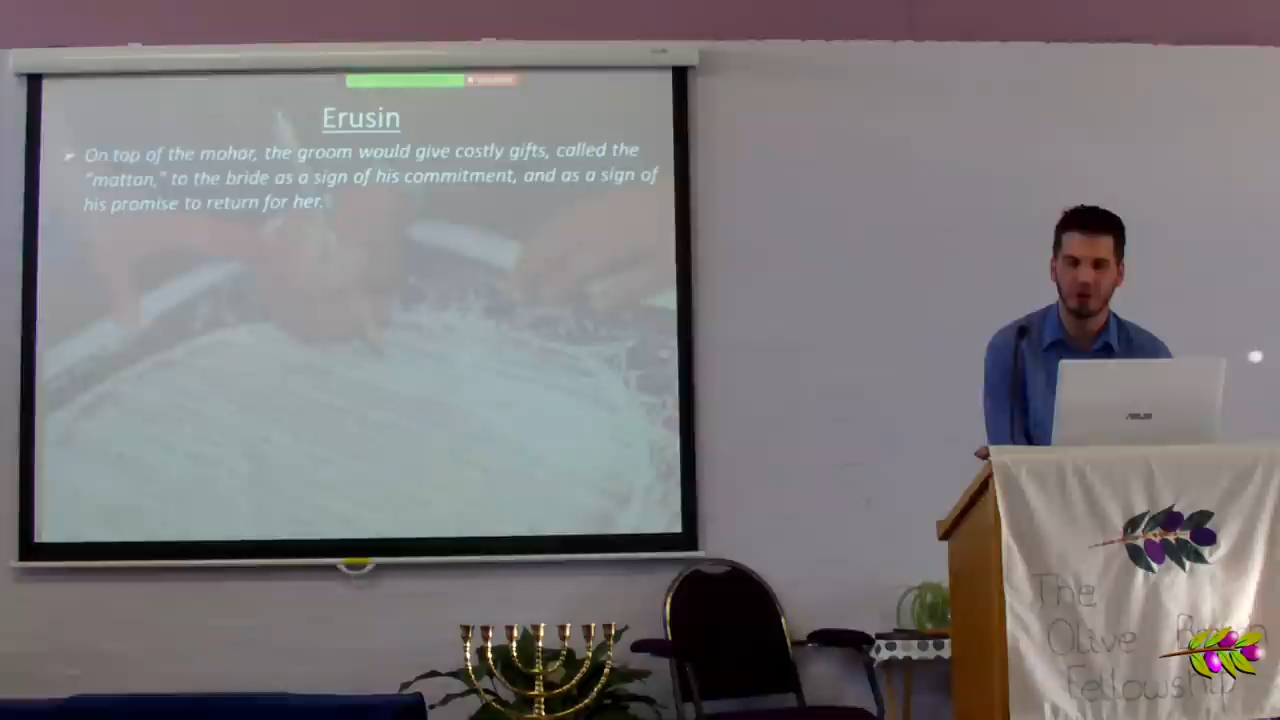 Erusin
On top of the mohar, the groom would give costly gifts, called the
"mattan," to the bride as a sign of his commitment, and as a sign of
his promise to return for her.
ASUS
The
Olive
Fellowship